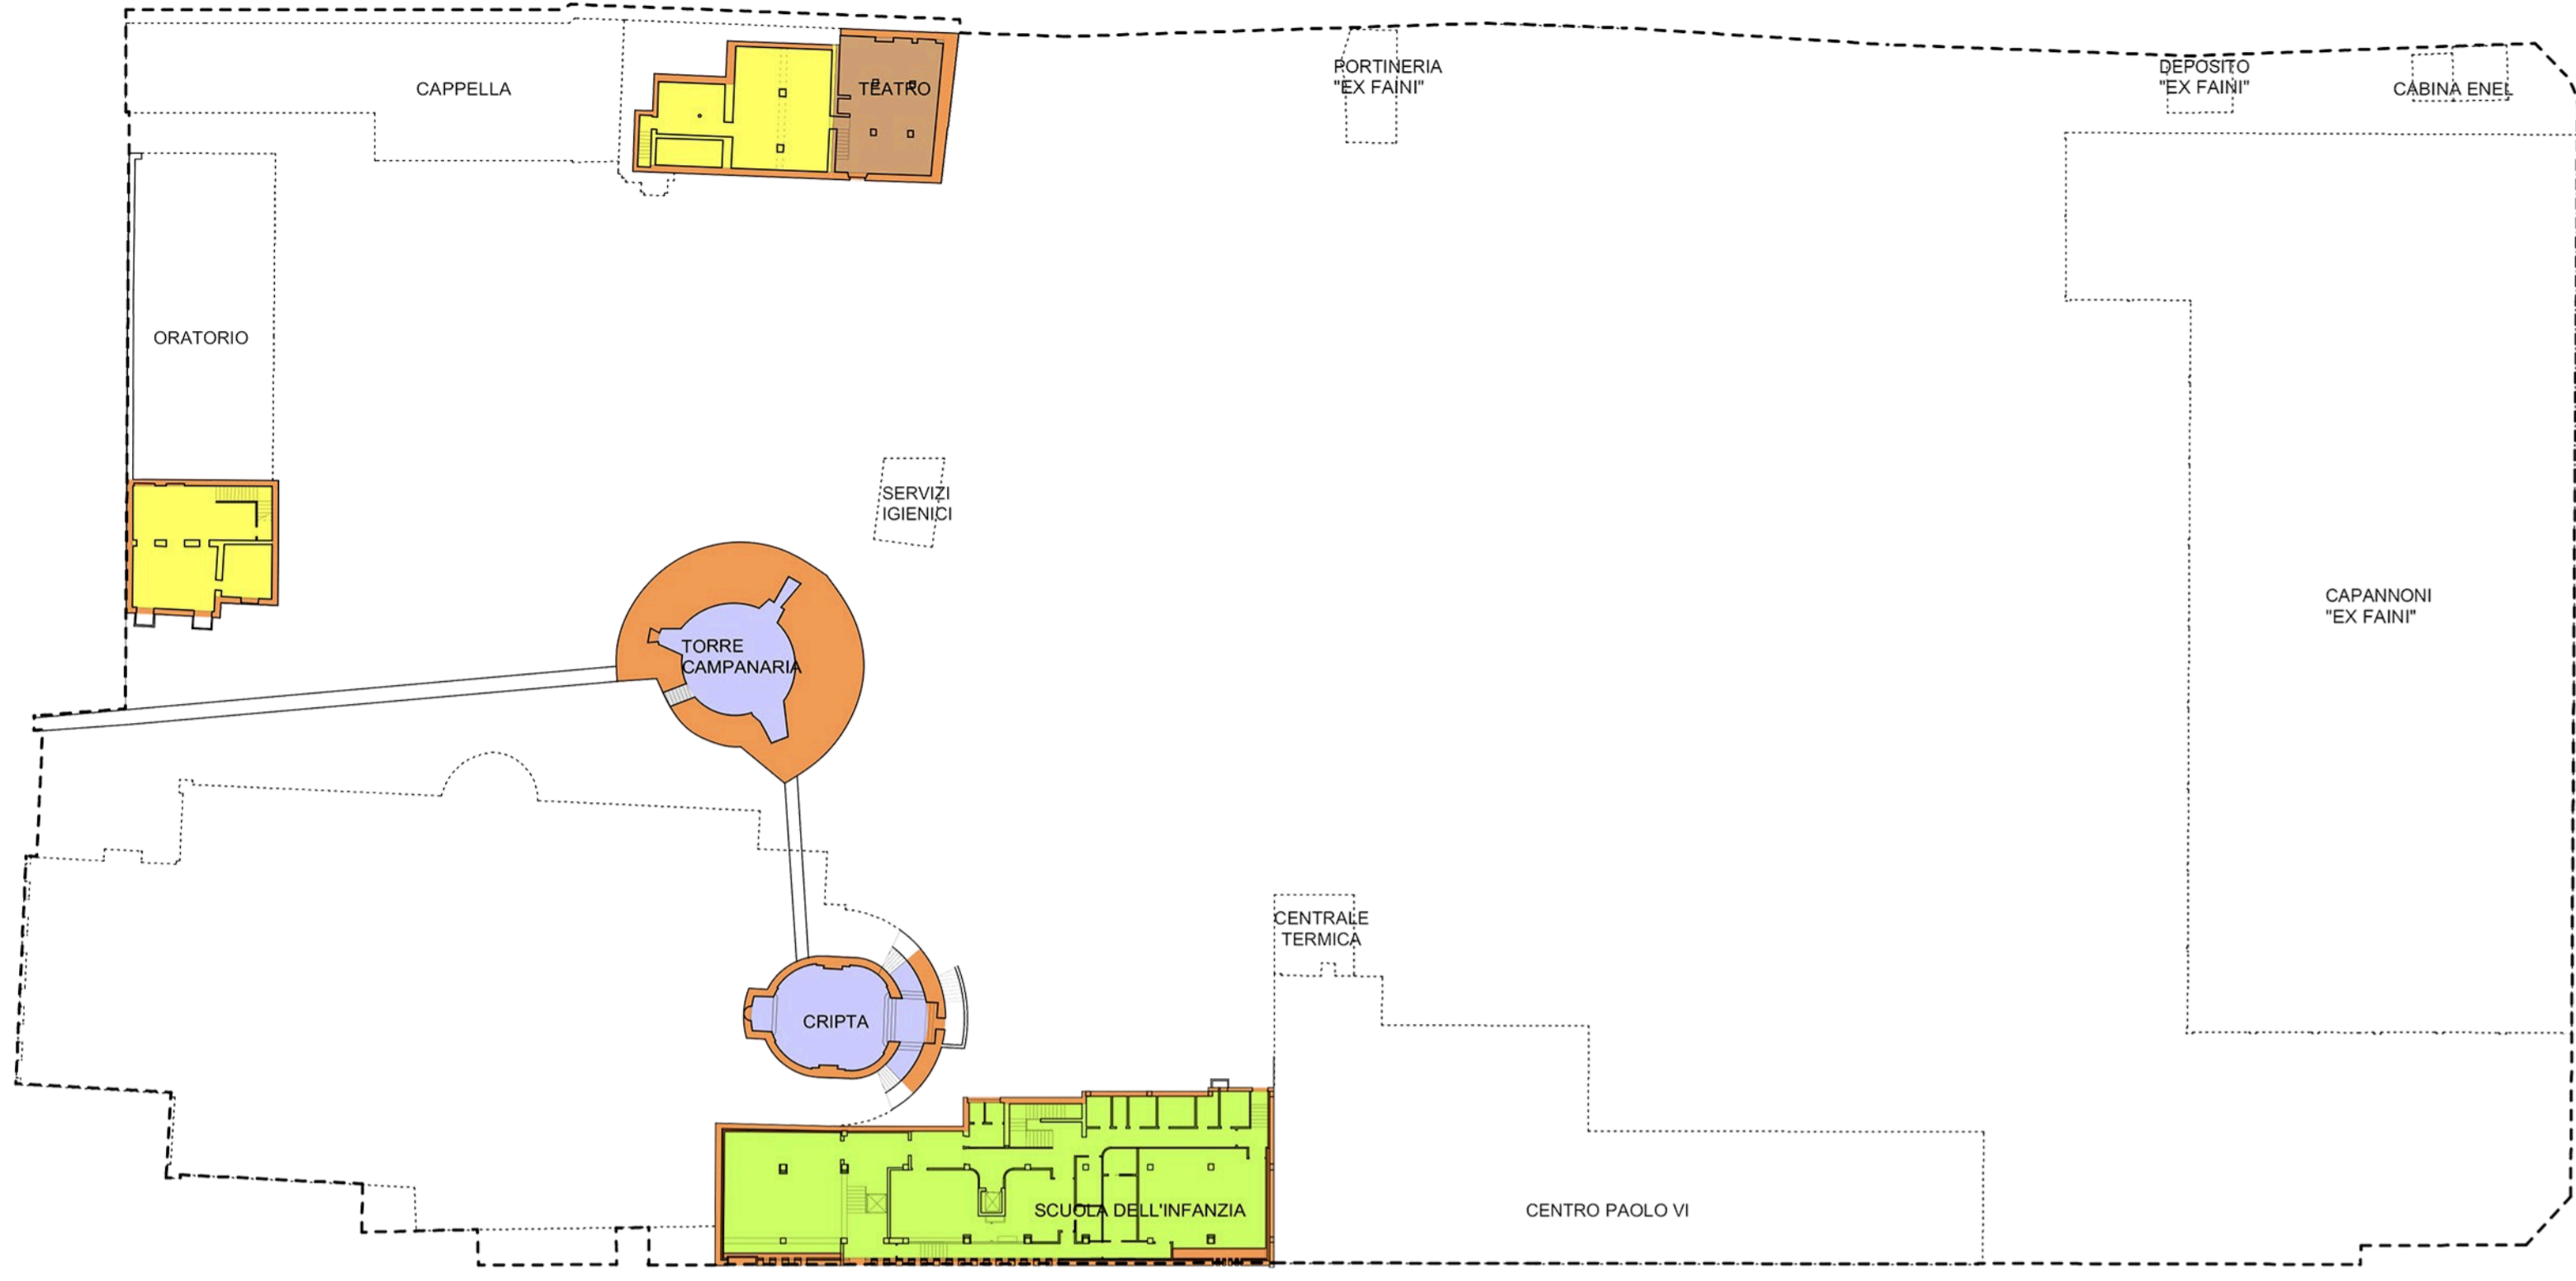 CAPPELLA
TEATRO
PORTINERIA
"EX FAINI"
DEPOSITO
"EX FAINI"
CABINA ENEL
ORATORIO
SERVIZI
IGIENICI
CAPANNONI
"EX FAINI"
TORRE
CAMPANARIA
CENTRALE
TERMICA
CRIPTA
SCUOLA DELL'INFANZIA
CENTRO PAOLO VI